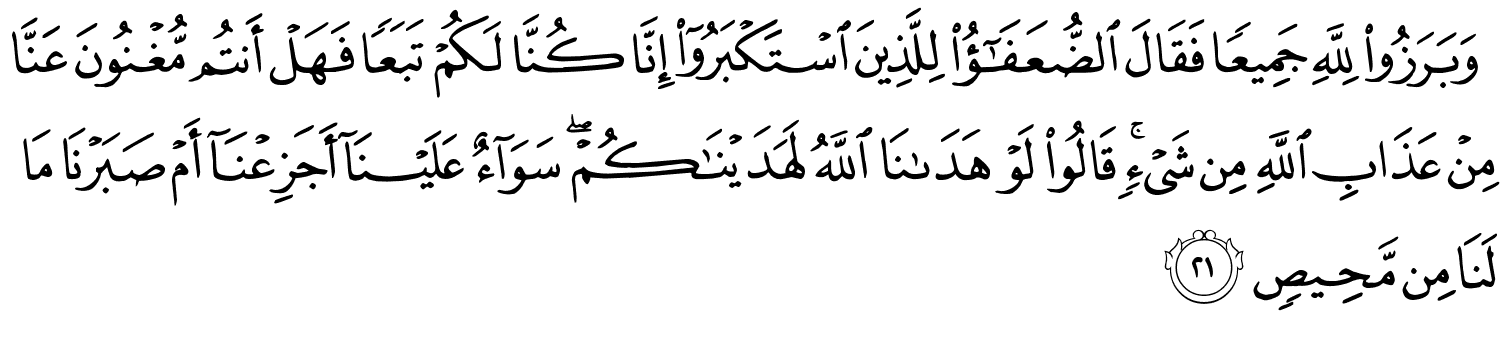 وَبَرَزُوا۟ لِلَّهِ جَمِيعًا فَقَالَ ٱلضُّعَفَـٰٓؤُا۟ لِلَّذِينَ ٱسْتَكْبَرُوٓا۟ إِنَّا كُنَّا لَكُمْ تَبَعًا فَهَلْ أَنتُم مُّغْنُونَ عَنَّا
مِنْ عَذَابِ ٱللَّهِ مِن شَىْءٍ ۚ قَالُوا۟ لَوْ هَدَىٰنَا ٱللَّهُ لَهَدَيْنَـٰكُمْ ۖ سَوَآءٌ عَلَيْنَآ أَجَزِعْنَآ أَمْ صَبَرْنَا مَا
لَنَا مِن مَّحِيصٍ ٢١